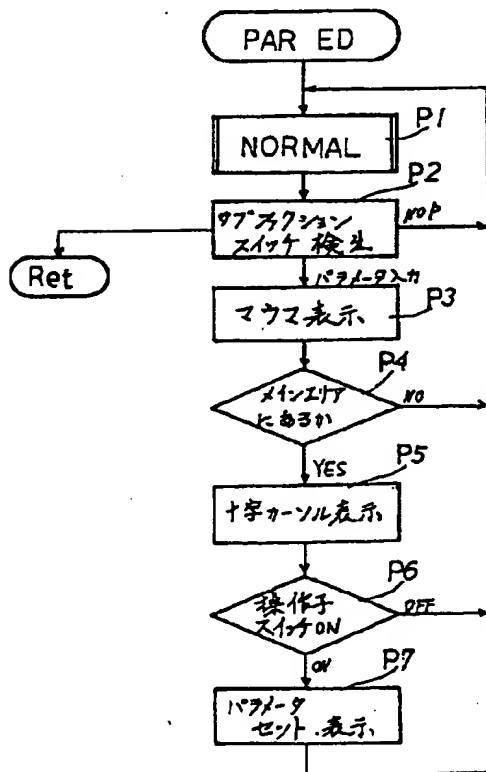 PAR ED
P1
NORMAL
P2
サブファクション
スイッチ検出
NOP
Ret
パラメータ入力
P3
マウマ表示
P4
メインエリア
にあるか
NO
YES
P5
十字カーソル表示
P6
操作子
スイッチON
OFF
ON
P7
パラメータ
セット.表示